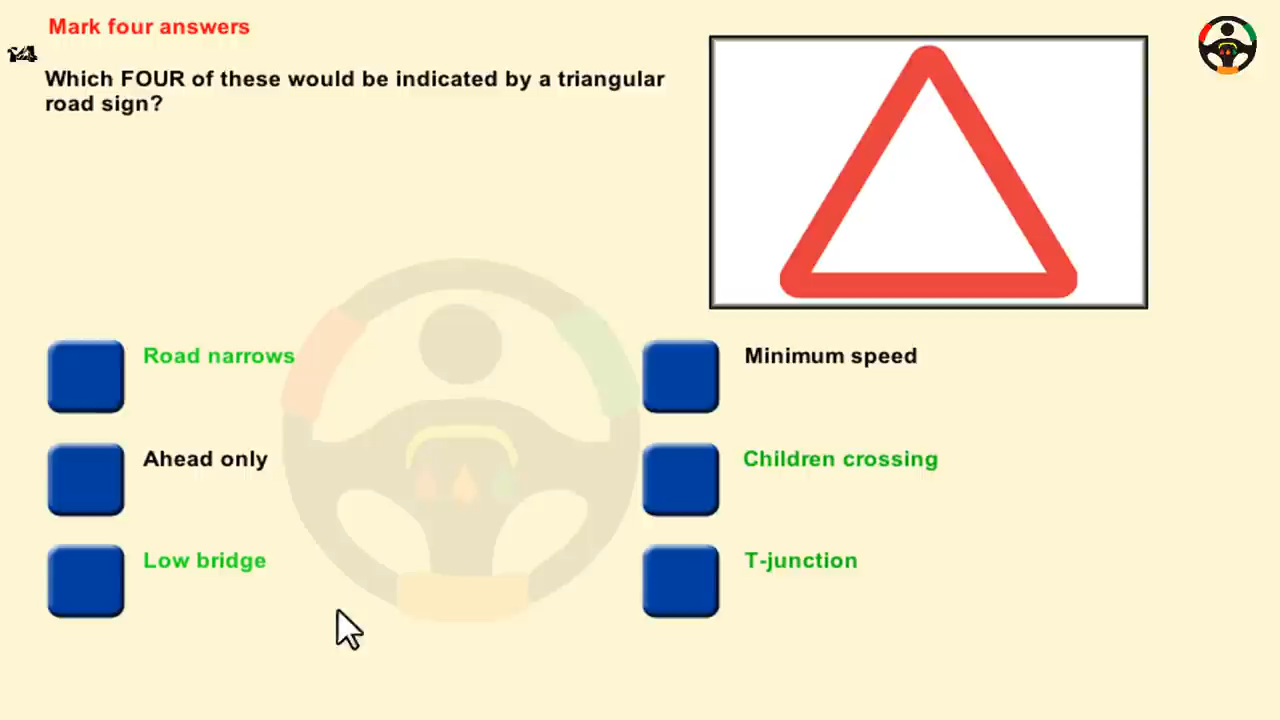 Mark four answers
Which FOUR of these would be indicated by a triangular
road sign?
Road narrows
Minimum speed
Ahead only
Children crossing
Low bridge
T-junction